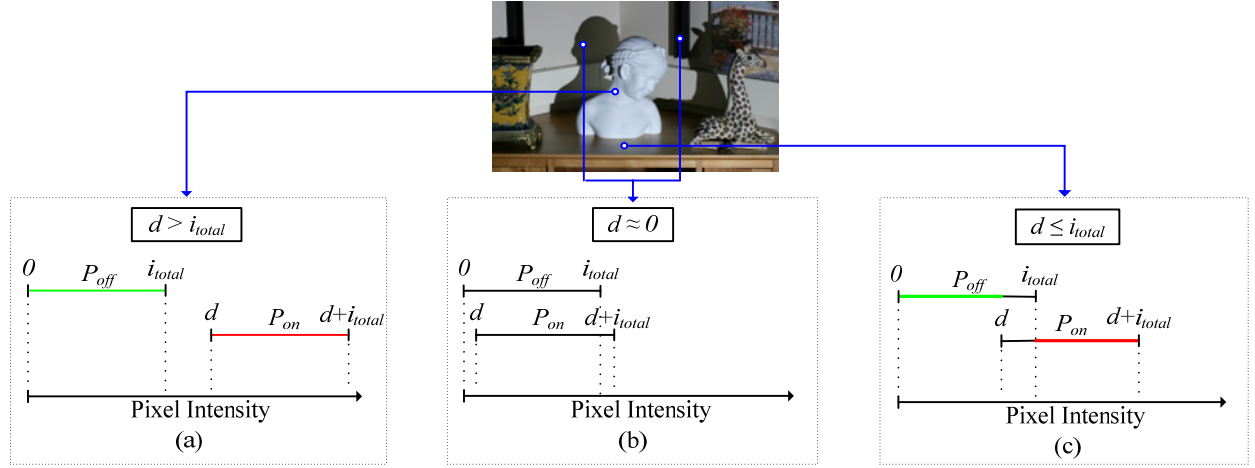 d > i_total
0 P_off i_total
d P_on d+i_total
Pixel Intensity
(a)
d ≈ 0
0 P_off i_total
d P_on d+i_total
Pixel Intensity
(b)
d ≤ i_total
0 P_off i_total
d P_on d+i_total
Pixel Intensity
(c)